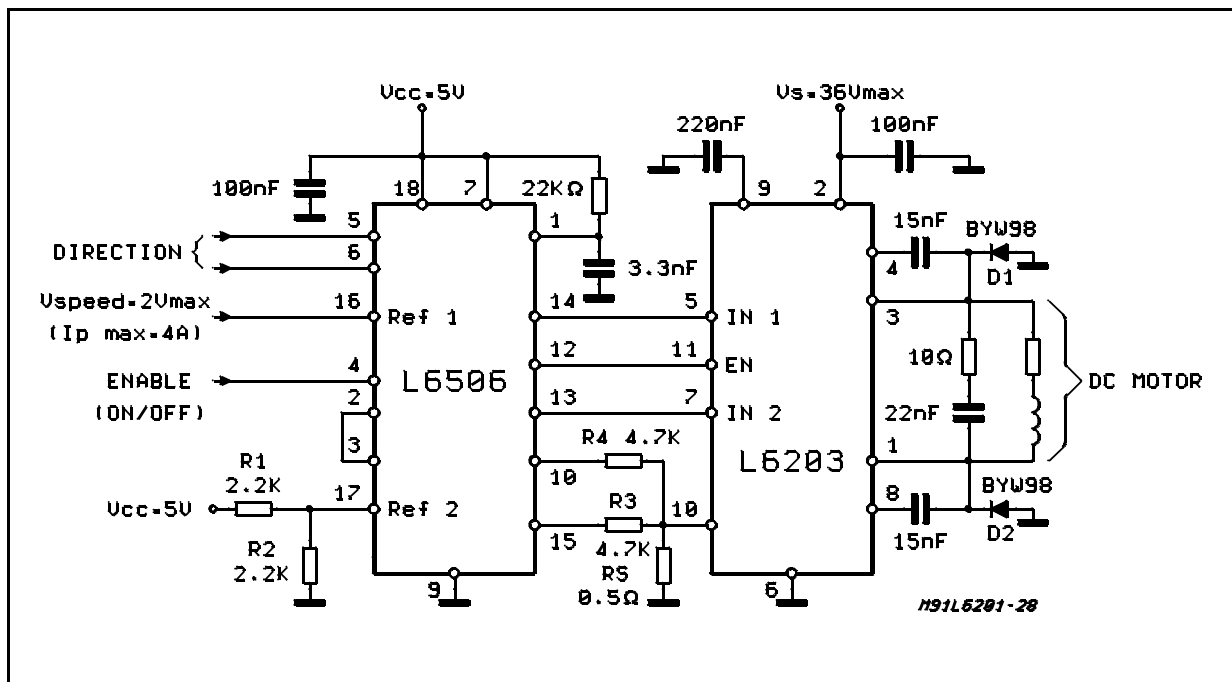 Vcc=5V
Vs=36Vmax
220nF
100nF
100nF
18
7
22KΩ
9
2
5
1
15nF
BYW98
DIRECTION {
6
3.3nF
4
D1
Vspeed=2Vmax
16
Ref 1
14
5
IN 1
3
(Ip max=4A)
12
11
EN
10Ω
ENABLE
4
L6506
DC MOTOR
(ON/OFF)
2
13
7
IN 2
22nF
3
R4 4.7K
L6203
1
R1
2.2K
10
8
BYW98
Vcc=5V
17
Ref 2
R3
10
15
4.7K
15nF
D2
R2
2.2K
RS
0.5Ω
9
6
M91L6201-28